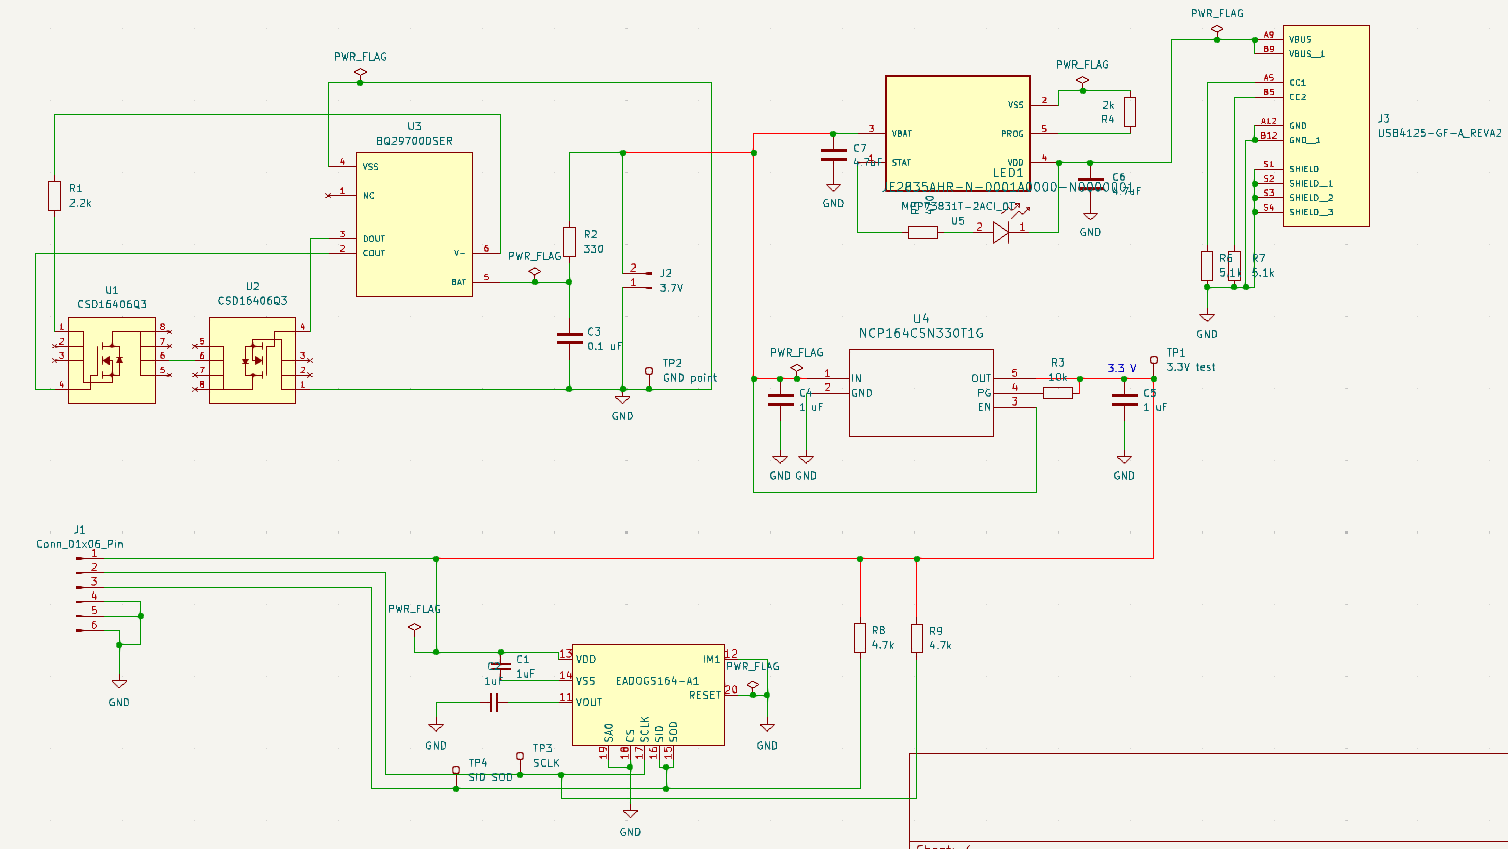 PWR_FLAG
U3
BQ29700DSER
4
VSS
1
NC
3
DOUT
2
COUT
V-
6
BAT
5
R1
2.2k
U1
CSD16406Q3
1
2
3
4
8
7
6
5
U2
CSD16406Q3
5
6
7
8
4
3
2
1
PWR_FLAG
R2
330
C3
0.1 uF
2
1
J2
3.7V
TP2
GND point
GND
PWR_FLAG
VSS
2
2k
R4
3
VBAT
PROG
5
1
STAT
VDD
4
C7
4.7uF
GND
LED1
JE2835AHR-N-0001A0000-N0000001
MCP73831T-2ACI_OT
U5
2
1
C6
4.7uF
GND
PWR_FLAG
A9
VBUS
B9
VBUS__1
A5
CC1
B5
CC2
A12
GND
B12
GND__1
S1
SHIELD
S2
SHIELD__1
S3
SHIELD__2
S4
SHIELD__3
J3
USB4125-GF-A_REVA2
R6
5.1k
R7
5.1k
GND
U4
NCP164CSN330T1G
PWR_FLAG
1
IN
2
GND
OUT
5
PG
4
EN
3
C4
1 uF
GND
GND
R3
10k
3.3 V
C5
1 uF
GND
TP1
3.3V test
J1
Conn_01x06_Pin
1
2
3
4
5
6
GND
PWR_FLAG
C1
1uF
C2
1uF
GND
13
VDD
14
VSS
11
VOUT
EADOGS164-A1
IM1
12
RESET
20
PWR_FLAG
GND
SA0
CS
SCLK
SID
SOD
19
18
17
16
15
TP3
SCLK
TP4
SID SOD
GND
R8
4.7k
R9
4.7k